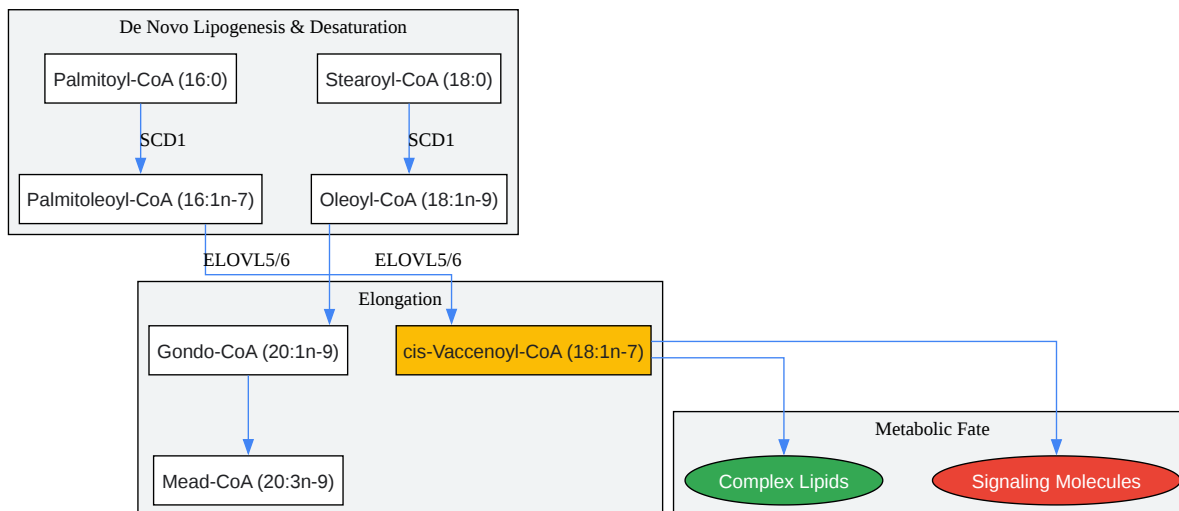 De Novo Lipogenesis & Desaturation
Palmitoyl-CoA (16:0)
Stearoyl-CoA (18:0)
SCD1
SCD1
Palmitoleoyl-CoA (16:1n-7)
Oleoyl-CoA (18:1n-9)
ELOVL5/6
ELOVL5/6
Elongation
Gondo-CoA (20:1n-9)
cis-Vaccenoyl-CoA (18:1n-7)
Metabolic Fate
Mead-CoA (20:3n-9)
Complex Lipids
Signaling Molecules